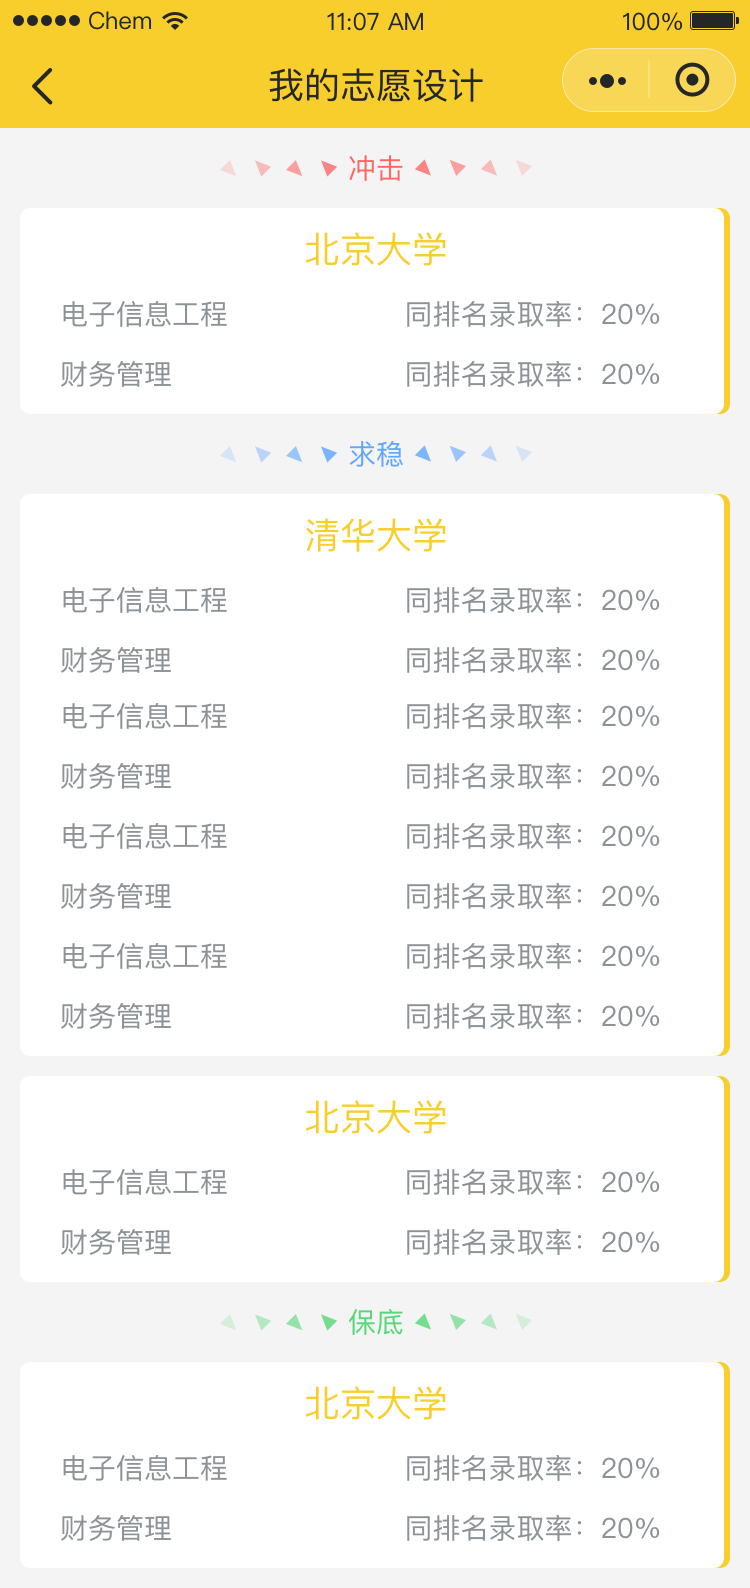 Chem 11:07 AM 100%
我的志愿设计
冲击
北京大学
电子信息工程 同排名录取率：20%
财务管理 同排名录取率：20%
求稳
清华大学
电子信息工程 同排名录取率：20%
财务管理 同排名录取率：20%
电子信息工程 同排名录取率：20%
财务管理 同排名录取率：20%
电子信息工程 同排名录取率：20%
财务管理 同排名录取率：20%
电子信息工程 同排名录取率：20%
财务管理 同排名录取率：20%
北京大学
电子信息工程 同排名录取率：20%
财务管理 同排名录取率：20%
保底
北京大学
电子信息工程 同排名录取率：20%
财务管理 同排名录取率：20%